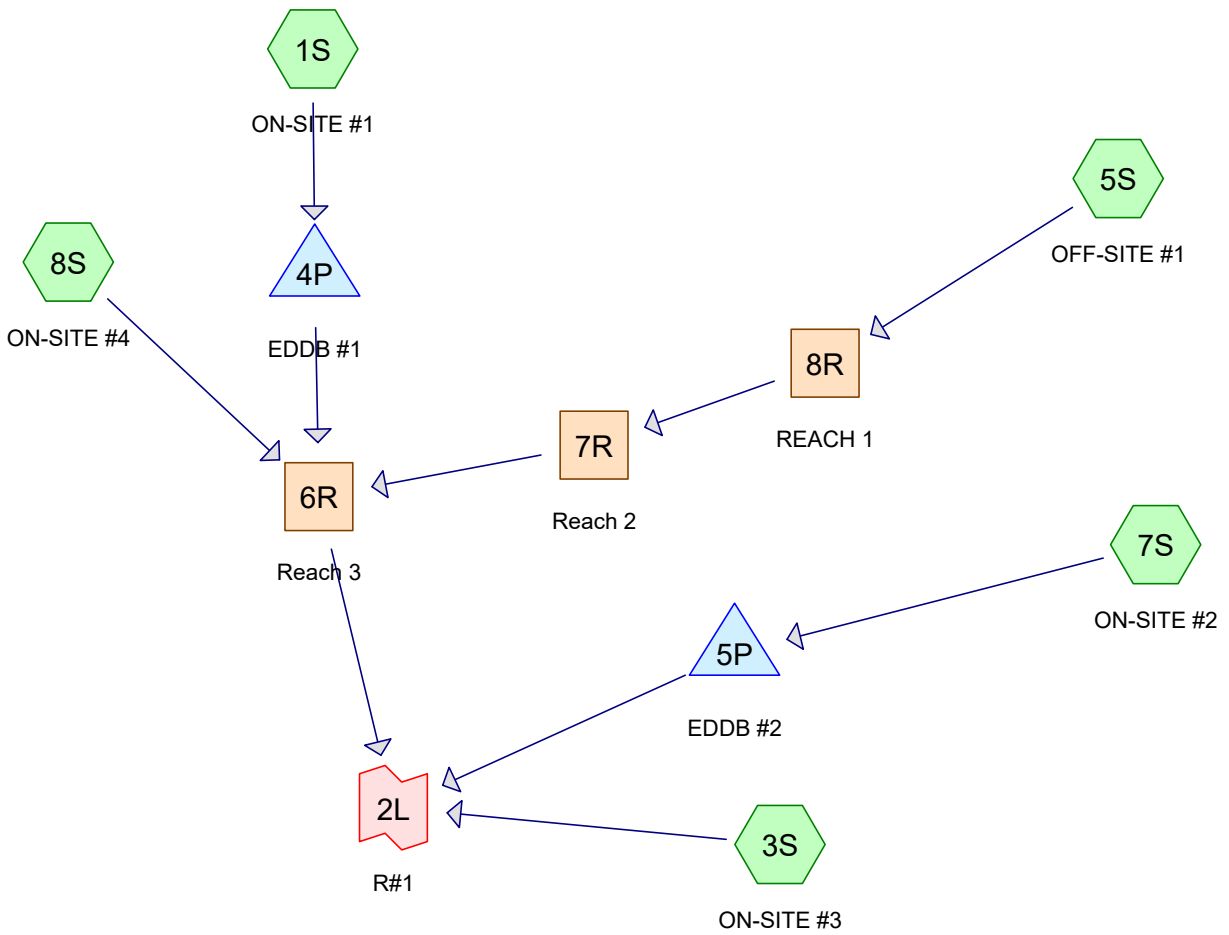 1S
ON-SITE #1
5S
OFF-SITE #1
8S
ON-SITE #4
4P
EDDB #1
8R
REACH 1
7R
Reach 2
6R
Reach 3
7S
ON-SITE #2
5P
EDDB #2
2L
R#1
3S
ON-SITE #3